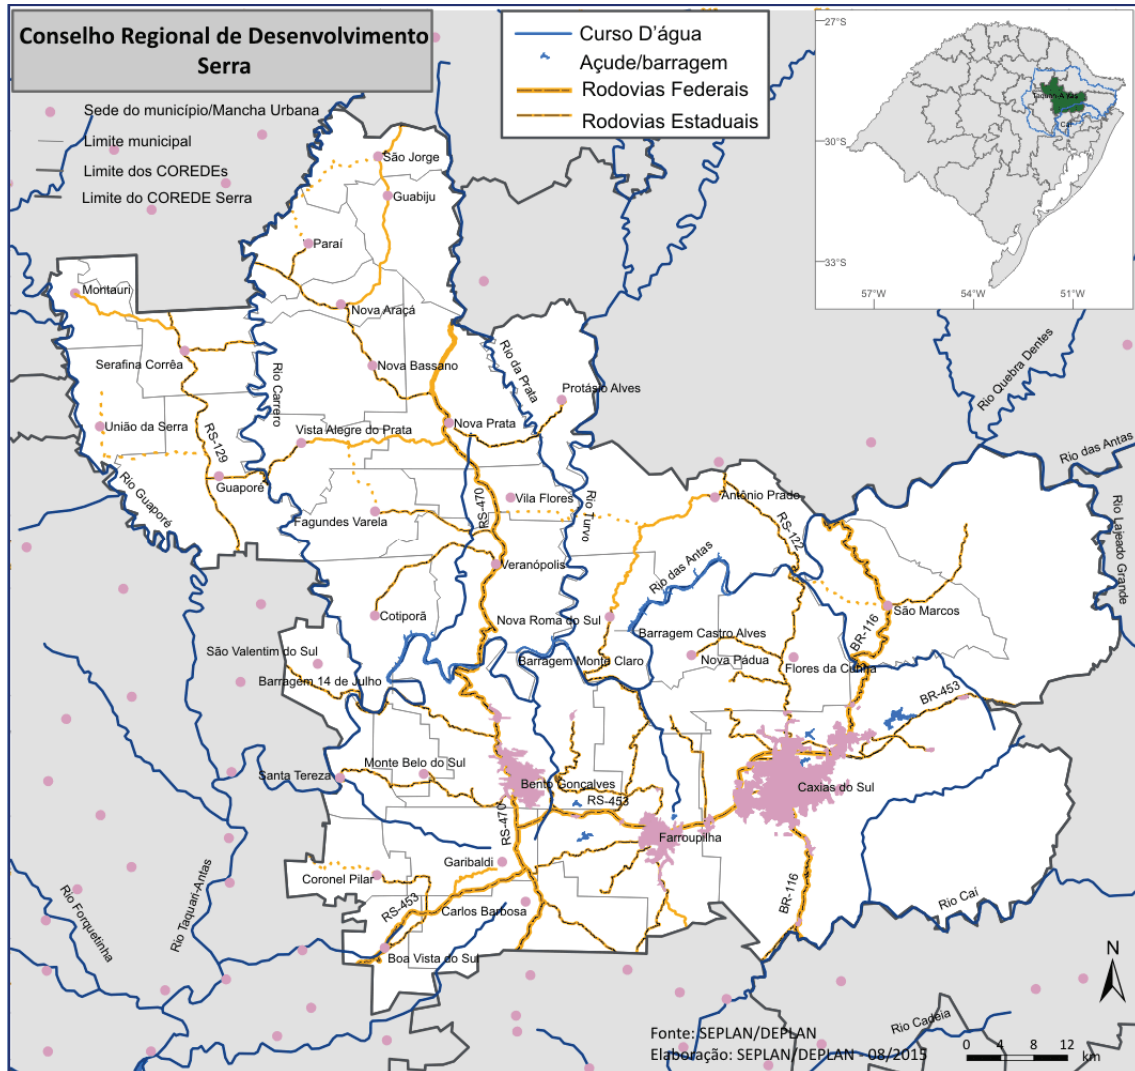 Conselho Regional de Desenvolvimento
Serra
Sede do município/Mancha Urbana
Limite municipal
Limite dos COREDEs
Limite do COREDE Serra
Curso D'água
Açude/barragem
Rodovias Federais
Rodovias Estaduais
27°S
30°S
33°S
57°W
54°W
51°W
Taquari-Antas
Caí
São Jorge
Guabiju
Paraí
Montauri
Nova Araçá
Serafina Corrêa
Nova Bassano
Rio Carrero
Rio da Prata
Protásio Alves
Rio Quebra Dentes
União da Serra
RS-129
Vista Alegre do Prata
Nova Prata
Rio das Antas
Guaporé
Rio Guaporé
Fagundes Varela
RS-470
Vila Flores
Rio Turvo
Antônio Prado
RS-122
Rio Lajeado Grande
Veranópolis
Rio das Antas
Cotiporã
Nova Roma do Sul
São Marcos
BR-116
Barragem Castro Alves
São Valentim do Sul
Barragem Monte Claro
Nova Pádua
Flores da Cunha
Barragem 14 de Julho
BR-453
Santa Tereza
Monte Belo do Sul
Bento Gonçalves
Caxias do Sul
RS-453
RS-470
Farroupilha
Garibaldi
Coronel Pilar
RS-453
Carlos Barbosa
BR-116
Rio Caí
Rio Forquetinha
Rio Taquari-Antas
Boa Vista do Sul
N
Rio Cadeia
Fonte: SEPLAN/DEPLAN
Elaboração: SEPLAN/DEPLAN - 08/2015
0 4 8 12
km